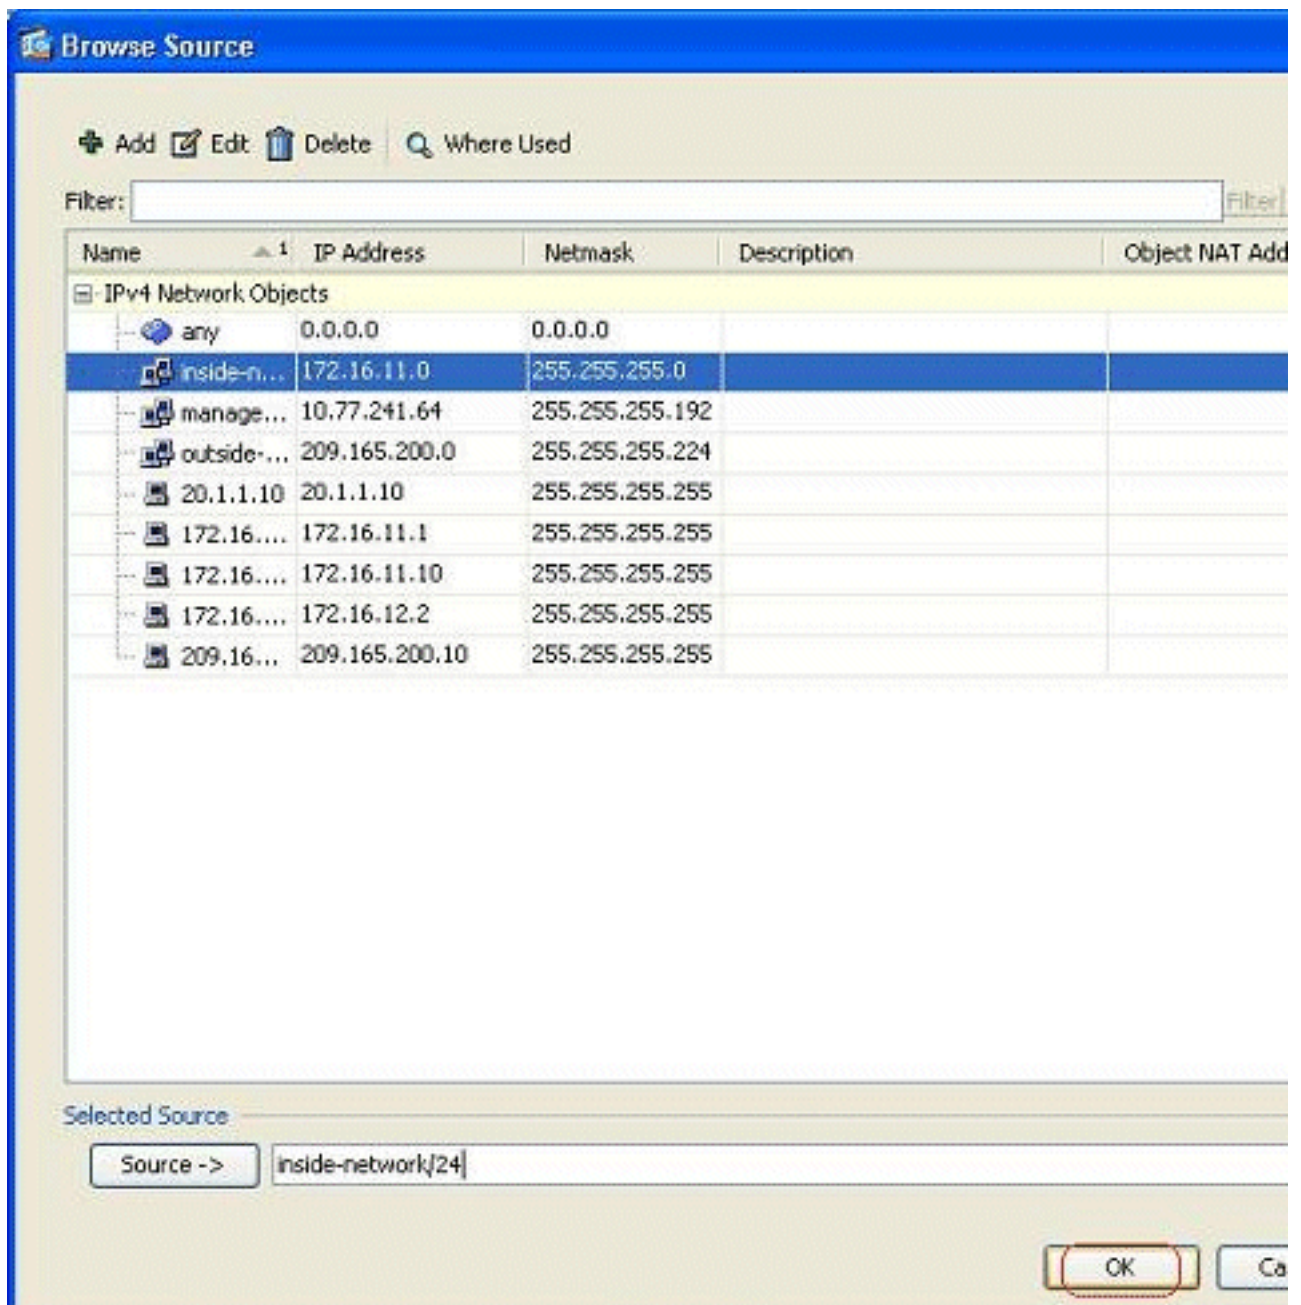 Browse Source
Add Edit Delete Where Used
Filter: Filter
Name 1 IP Address Netmask Description Object NAT Add
IPv4 Network Objects
any 0.0.0.0 0.0.0.0
inside-n... 172.16.11.0 255.255.255.0
manage... 10.77.241.64 255.255.255.192
outside-... 209.165.200.0 255.255.255.224
20.1.1.10 20.1.1.10 255.255.255.255
172.16.... 172.16.11.1 255.255.255.255
172.16.... 172.16.11.10 255.255.255.255
172.16.... 172.16.12.2 255.255.255.255
209.16... 209.165.200.10 255.255.255.255
Selected Source
Source -> inside-network/24
OK Ca